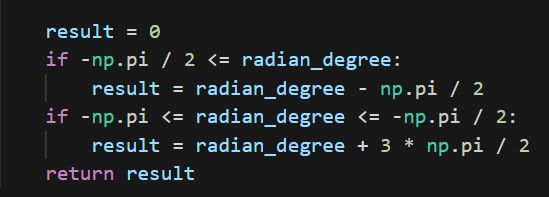 result = 0
if -np.pi / 2 <= radian_degree:
    result = radian_degree - np.pi / 2
if -np.pi <= radian_degree <= -np.pi / 2:
    result = radian_degree + 3 * np.pi / 2
return result